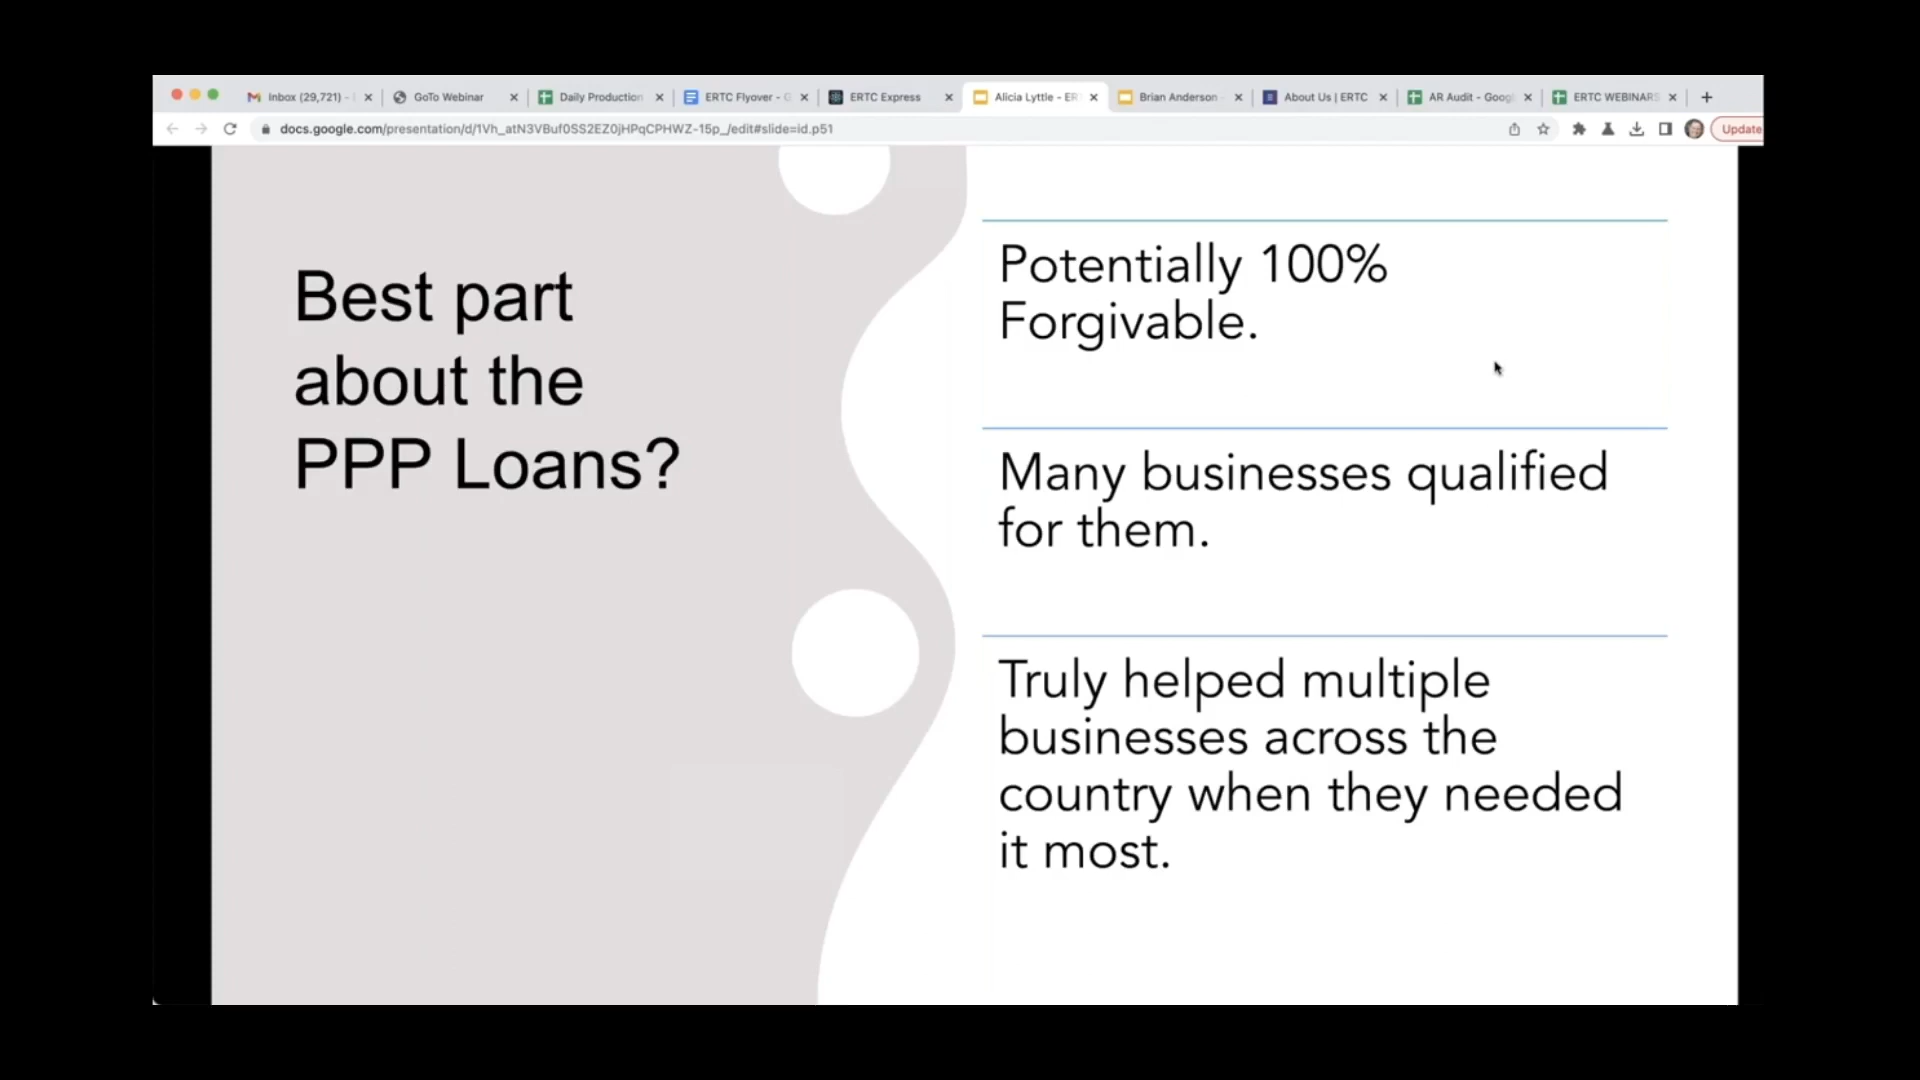 Inbox (29,721) -
GoTo Webinar
Daily Production
ERTC Flyover - G
ERTC Express
Alicia Lyttle - ER
Brian Anderson -
About Us | ERTC
AR Audit - Goog
ERTC WEBINARS
docs.google.com/presentation/d/1Vh_atN3VBuf0SS2EZ0jHPqCPHWZ-15p_/edit#slide=id.p51
Update
Best part
about the
PPP Loans?
Potentially 100%
Forgivable.
Many businesses qualified
for them.
Truly helped multiple
businesses across the
country when they needed
it most.